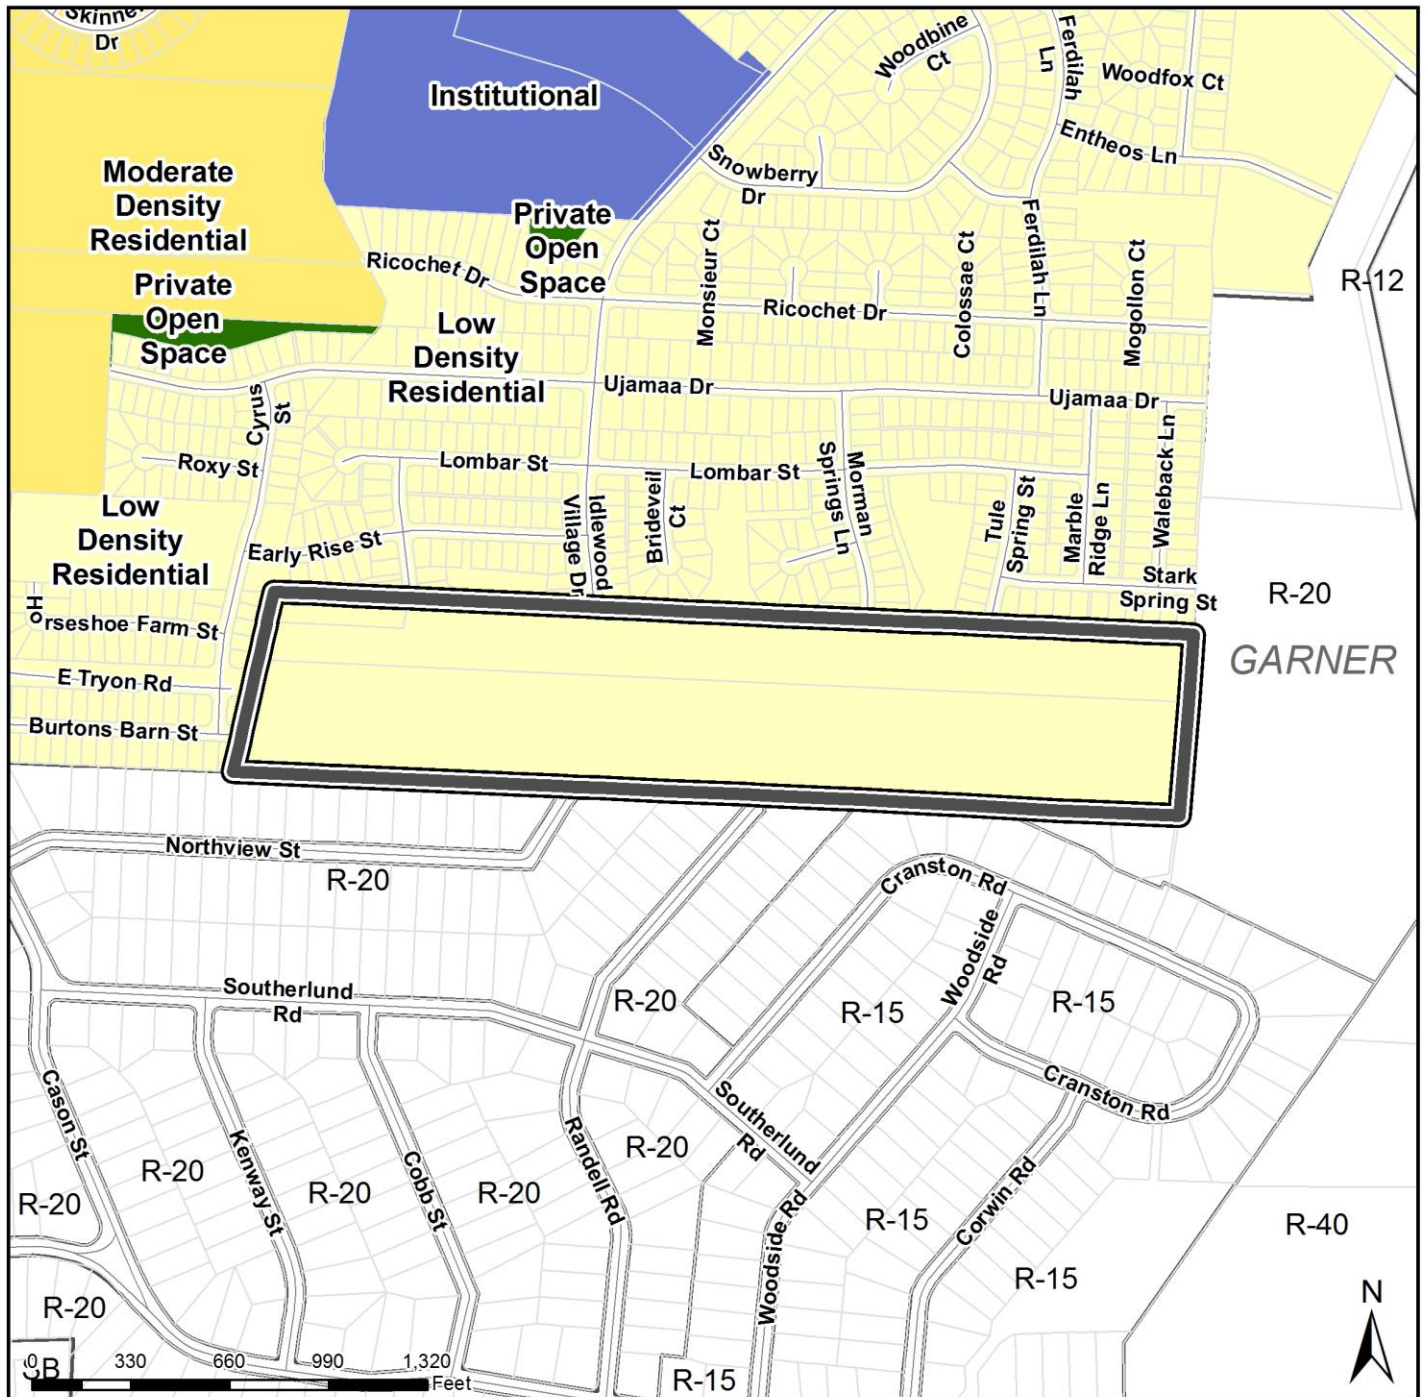 Skinner
Dr
Institutional
Woodbine
Ct
Ferdilah
Ln
Woodfox Ct
Entheos Ln
Moderate
Density
Residential
Snowberry
Dr
Private
Open
Space
Ricochet Dr
Monsieur Ct
Colossae Ct
Ferdilah Ln
Mogollon Ct
R-12
Private
Open
Space
Ricochet Dr
Low
Density
Residential
Ujamaa Dr
Ujamaa Dr
Cyrus
St
Roxy St
Lombar St
Lombar St
Morman
Springs Ln
Waleback Ln
Low
Density
Residential
Early Rise St
Idlewood
Village Dr
Brideveil
Ct
Tule
Spring St
Marble
Ridge Ln
Stark
Spring St
R-20
Horseshoe Farm St
GARNER
E Tryon Rd
Burtons Barn St
Northview St
R-20
Cranston Rd
Woodside
Rd
Southerlund
Rd
R-20
R-15
R-15
Cason St
Kenway St
Cobb St
Randell Rd
Southerlund
Rd
Cranston Rd
R-20
R-20
R-20
R-20
R-20
Woodside Rd
R-15
Corwin Rd
R-40
R-15
R-20
N
SB
0 330 660 990 1,320
Feet
R-15